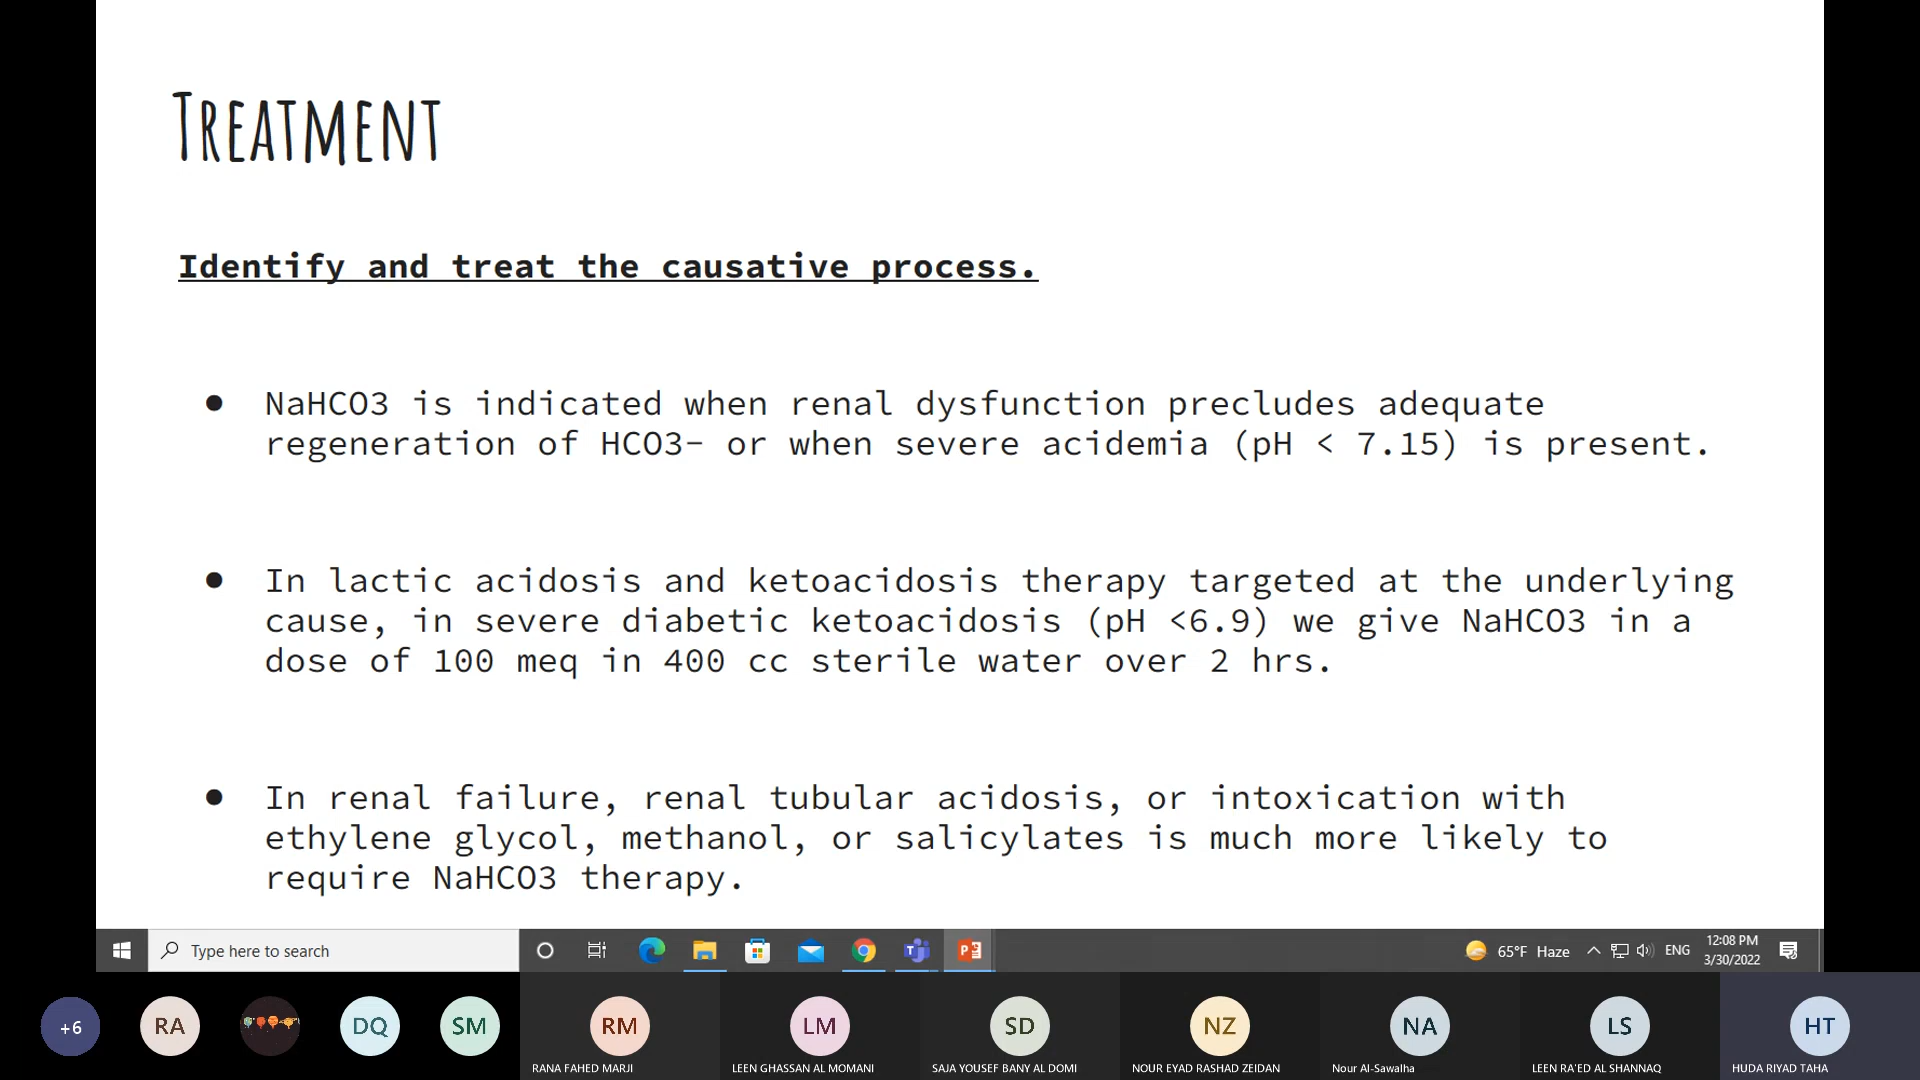 TREATMENT
Identify and treat the causative process.
● NaHCO3 is indicated when renal dysfunction precludes adequate
regeneration of HCO3- or when severe acidemia (pH < 7.15) is present.
● In lactic acidosis and ketoacidosis therapy targeted at the underlying
cause, in severe diabetic ketoacidosis (pH <6.9) we give NaHCO3 in a
dose of 100 meq in 400 cc sterile water over 2 hrs.
● In renal failure, renal tubular acidosis, or intoxication with
ethylene glycol, methanol, or salicylates is much more likely to
require NaHCO3 therapy.
Type here to search
65°F Haze
ENG
12:08 PM
3/30/2022
+6
RA
DQ
SM
RM
LM
SD
NZ
NA
LS
HT
RANA FAHED MARJI
LEEN GHASSAN AL MOMANI
SAJA YOUSEF BANY AL DOMI
NOUR EYAD RASHAD ZEIDAN
Nour Al-Sawalha
LEEN RA'ED AL SHANNAQ
HUDA RIYAD TAHA